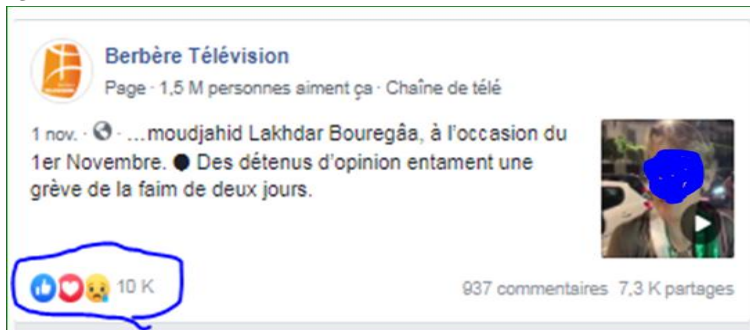 Berbère Télévision
Page · 1,5 M personnes aiment ça · Chaîne de télé
1 nov. · · ...moudjahid Lakhdar Bouregâa, à l'occasion du
1er Novembre. ● Des détenus d'opinion entament une
grève de la faim de deux jours.
10 K
937 commentaires 7,3 K partages